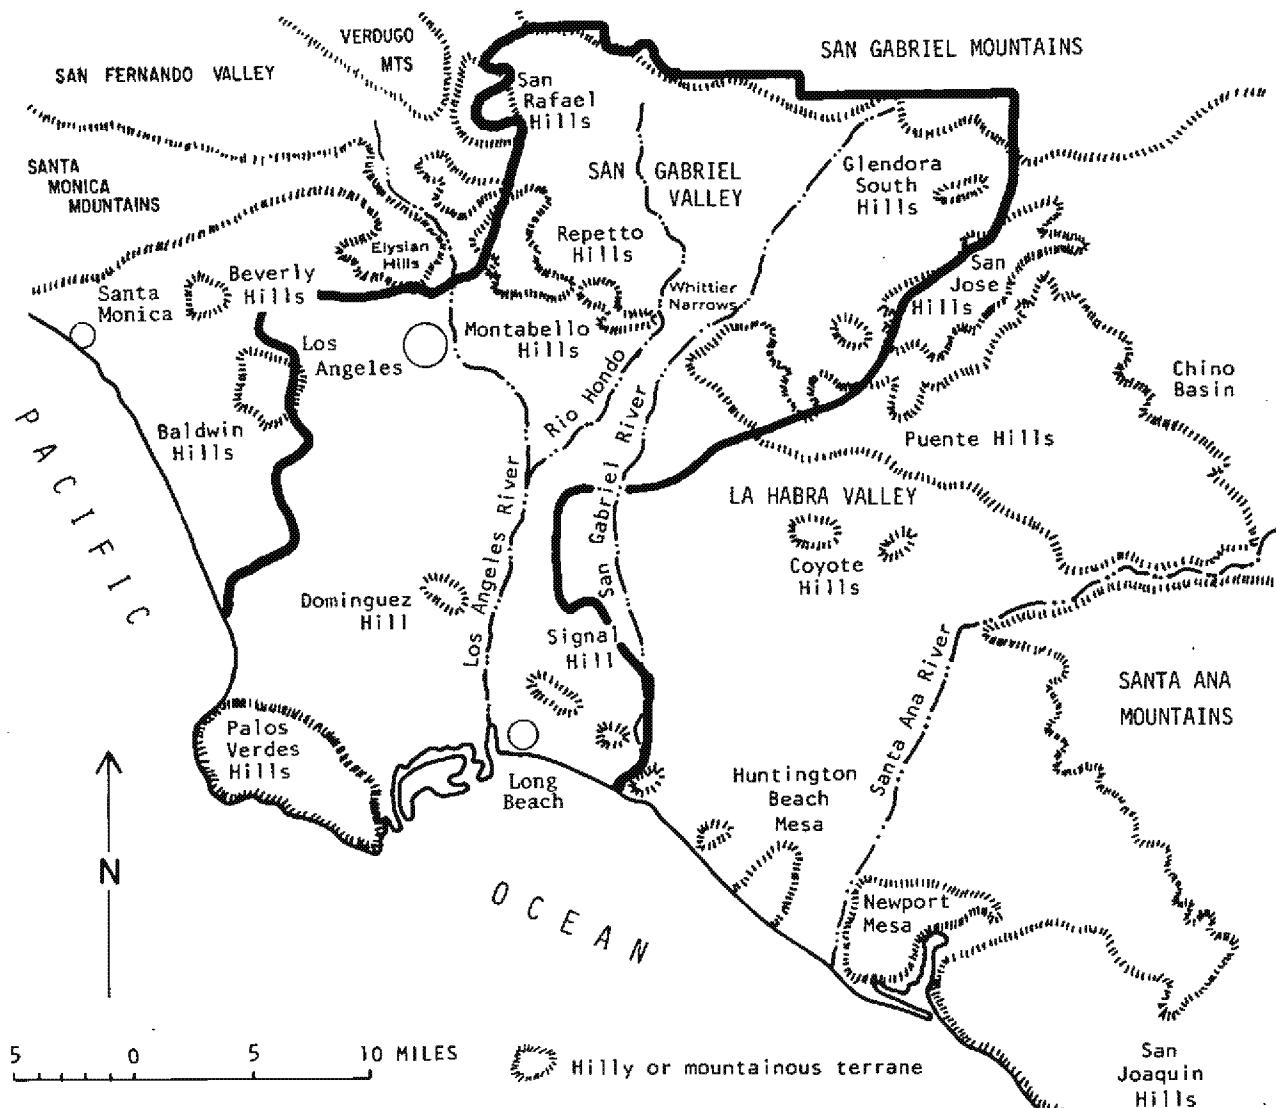 VERDUGO
MTS
SAN GABRIEL MOUNTAINS
SAN FERNANDO VALLEY
San
Rafael
Hills
SANTA
MONICA
MOUNTAINS
SAN GABRIEL
VALLEY
Glendora
South
Hills
Elysian
Hills
Repetto
Hills
Beverly
Hills
Santa
Monica
San
Jose
Hills
Whittier
Narrows
Montabello
Hills
Los
Angeles
Rio Hondo
Chino
Basin
Baldwin
Hills
Puente Hills
PACIFIC
San Gabriel River
Los Angeles River
LA HABRA VALLEY
Coyote
Hills
Dominguez
Hill
Signal
Hill
Santa Ana River
SANTA ANA
MOUNTAINS
Palos
Verdes
Hills
Long
Beach
Huntington
Beach
Mesa
N
OCEAN
Newport
Mesa
5 0 5 10 MILES
Hilly or mountainous terrane
San
Joaquin
Hills